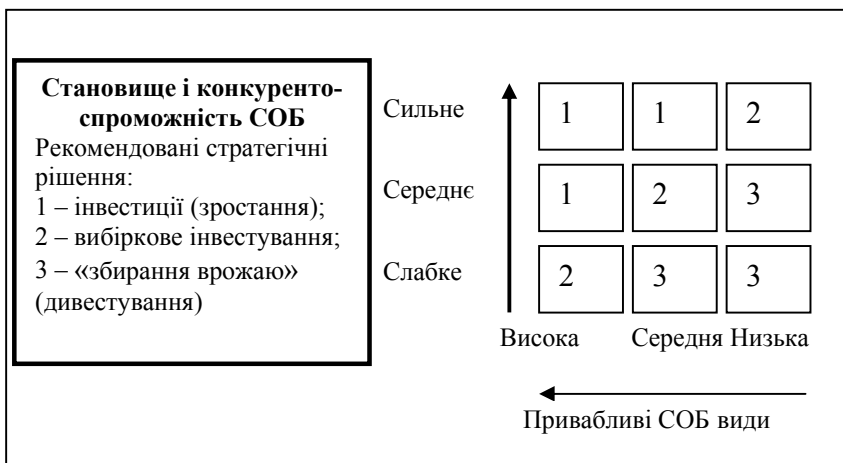 Становище і конкуренто-
спроможність СОБ
Рекомендовані стратегічні
рішення:
1 – інвестиції (зростання);
2 – вибіркове інвестування;
3 – «збирання врожаю»
(дивестування)
Сильне 1 1 2
Середнє 1 2 3
Слабке 2 3 3
Висока Середня Низька
Привабливі СОБ види